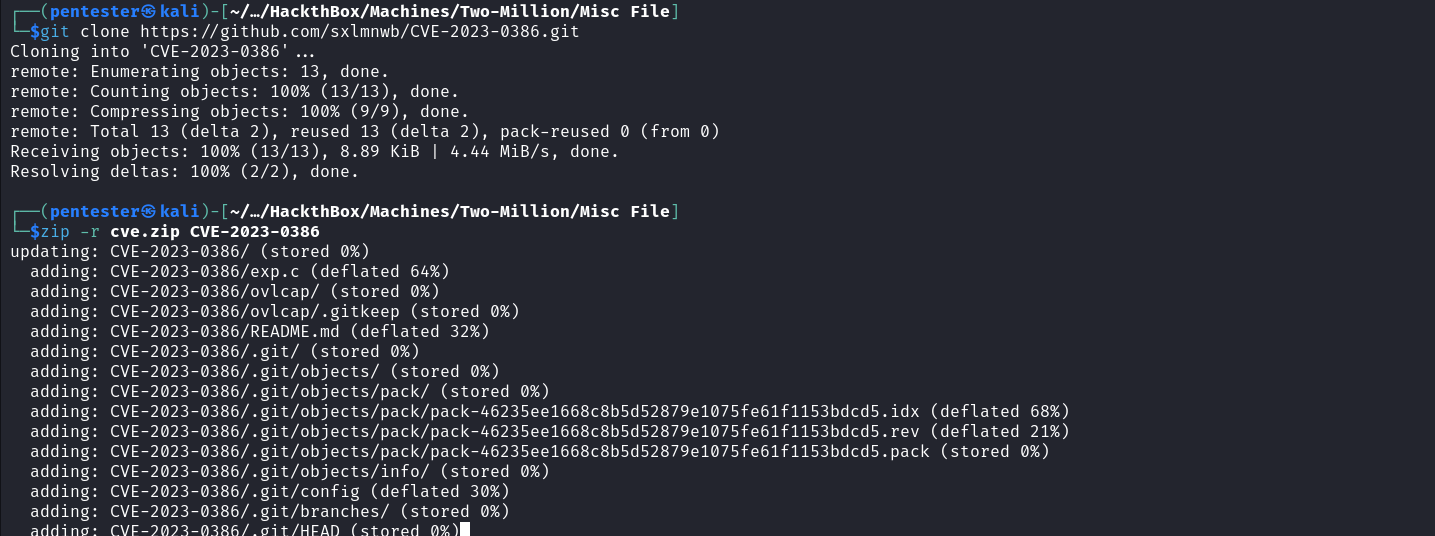 ┌──(pentester㉿kali)-[~/…/HackthBox/Machines/Two-Million/Misc File]
└─$git clone https://github.com/sxlmnwb/CVE-2023-0386.git
Cloning into 'CVE-2023-0386'...
remote: Enumerating objects: 13, done.
remote: Counting objects: 100% (13/13), done.
remote: Compressing objects: 100% (9/9), done.
remote: Total 13 (delta 2), reused 13 (delta 2), pack-reused 0 (from 0)
Receiving objects: 100% (13/13), 8.89 KiB | 4.44 MiB/s, done.
Resolving deltas: 100% (2/2), done.
┌──(pentester㉿kali)-[~/…/HackthBox/Machines/Two-Million/Misc File]
└─$zip -r cve.zip CVE-2023-0386
updating: CVE-2023-0386/ (stored 0%)
  adding: CVE-2023-0386/exp.c (deflated 64%)
  adding: CVE-2023-0386/ovlcap/ (stored 0%)
  adding: CVE-2023-0386/ovlcap/.gitkeep (stored 0%)
  adding: CVE-2023-0386/README.md (deflated 32%)
  adding: CVE-2023-0386/.git/ (stored 0%)
  adding: CVE-2023-0386/.git/objects/ (stored 0%)
  adding: CVE-2023-0386/.git/objects/pack/ (stored 0%)
  adding: CVE-2023-0386/.git/objects/pack/pack-46235ee1668c8b5d52879e1075fe61f1153bdcd5.idx (deflated 68%)
  adding: CVE-2023-0386/.git/objects/pack/pack-46235ee1668c8b5d52879e1075fe61f1153bdcd5.rev (deflated 21%)
  adding: CVE-2023-0386/.git/objects/pack/pack-46235ee1668c8b5d52879e1075fe61f1153bdcd5.pack (stored 0%)
  adding: CVE-2023-0386/.git/objects/info/ (stored 0%)
  adding: CVE-2023-0386/.git/config (deflated 30%)
  adding: CVE-2023-0386/.git/branches/ (stored 0%)
  adding: CVE-2023-0386/.git/HEAD (stored 0%)